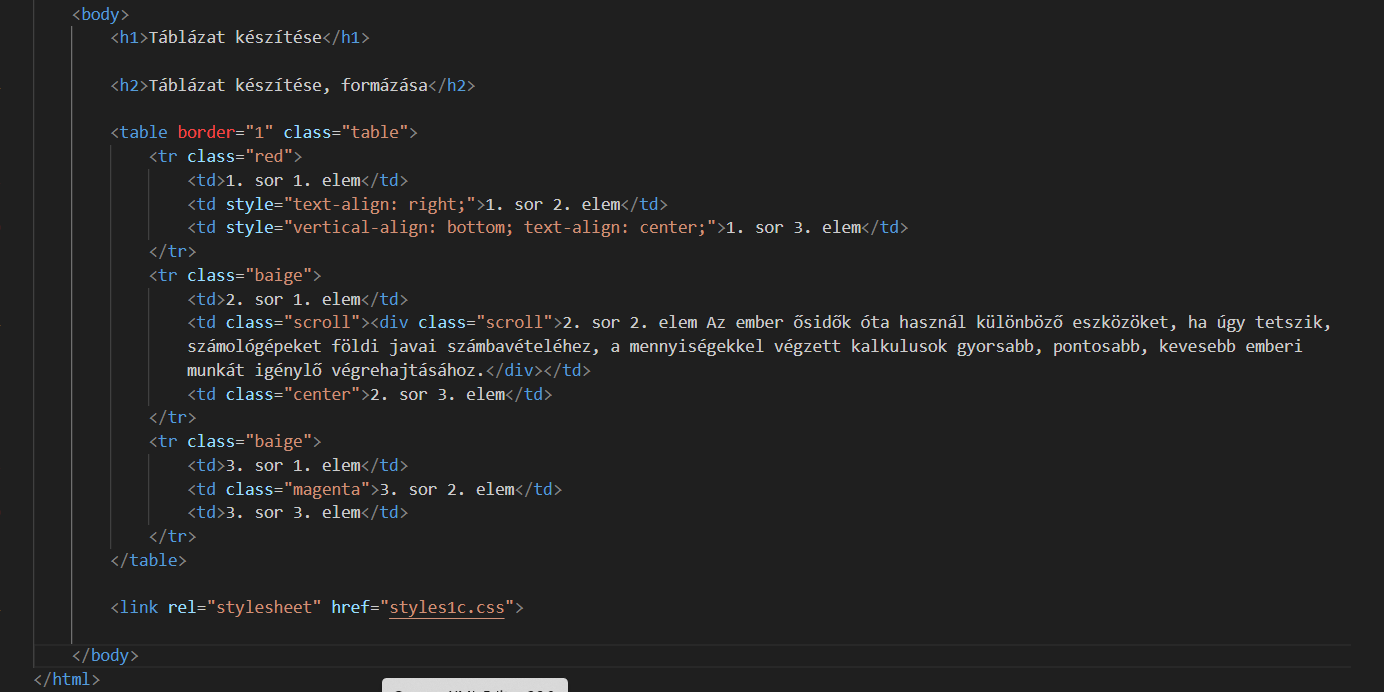 <body>
<h1>Táblázat készítése</h1>
<h2>Táblázat készítése, formázása</h2>
<table border="1" class="table">
<tr class="red">
<td>1. sor 1. elem</td>
<td style="text-align: right;">1. sor 2. elem</td>
<td style="vertical-align: bottom; text-align: center;">1. sor 3. elem</td>
</tr>
<tr class="baige">
<td>2. sor 1. elem</td>
<td class="scroll"><div class="scroll">2. sor 2. elem Az ember ősidők óta használ különböző eszközöket, ha úgy tetszik,
számológépeket földi javai számbavételéhez, a mennyiségekkel végzett kalkulusok gyorsabb, pontosabb, kevesebb emberi
munkát igénylő végrehajtásához.</div></td>
<td class="center">2. sor 3. elem</td>
</tr>
<tr class="baige">
<td>3. sor 1. elem</td>
<td class="magenta">3. sor 2. elem</td>
<td>3. sor 3. elem</td>
</tr>
</table>
<link rel="stylesheet" href="styles1c.css">
</body>
</html>